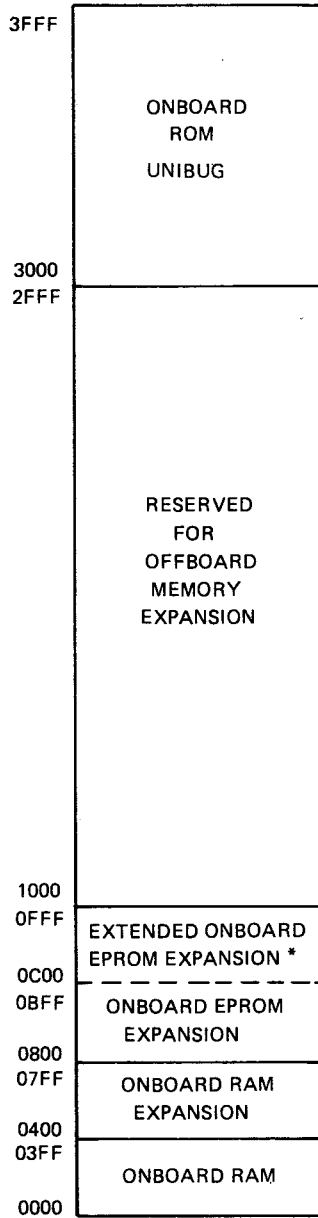 3FFF
ONBOARD
ROM
UNIBUG
3000
2FFF
RESERVED
FOR
OFFBOARD
MEMORY
EXPANSION
1000
0FFF
EXTENDED ONBOARD
EPROM EXPANSION *
0C00
0BFF
ONBOARD EPROM
EXPANSION
0800
07FF
ONBOARD RAM
EXPANSION
0400
03FF
ONBOARD RAM
0000